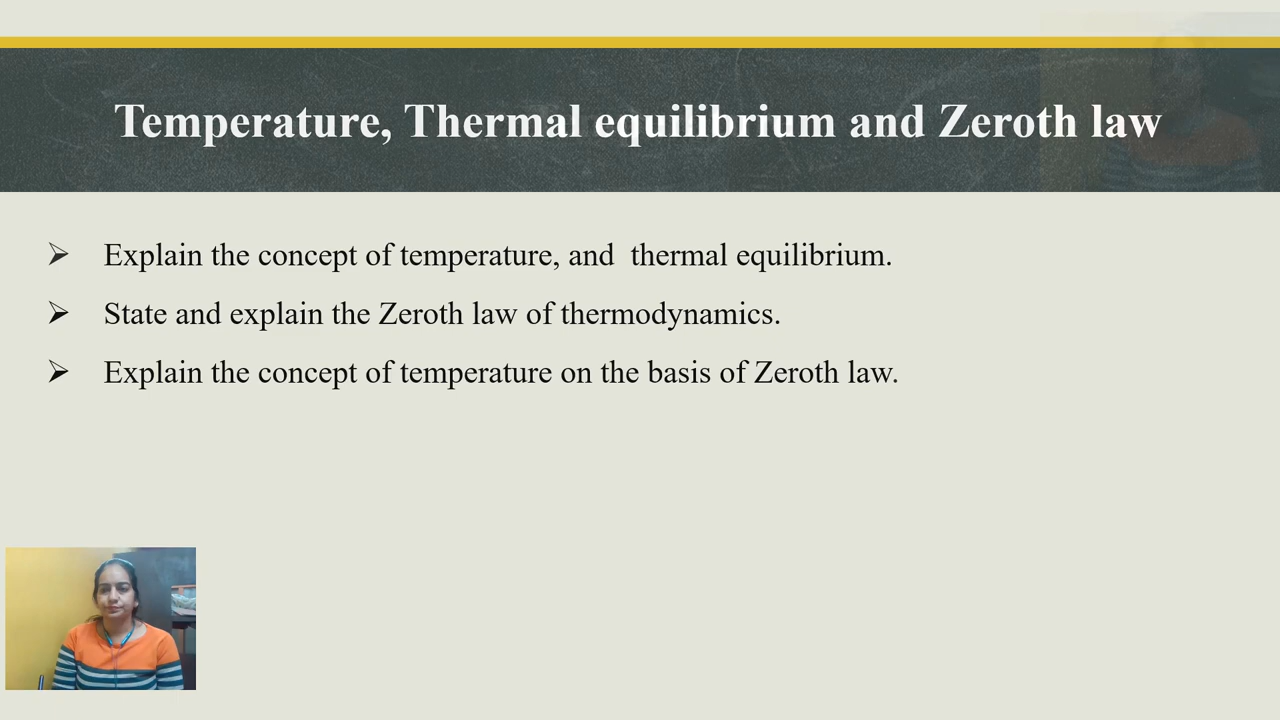 Temperature, Thermal equilibrium and Zeroth law
Explain the concept of temperature, and  thermal equilibrium.
State and explain the Zeroth law of thermodynamics.
Explain the concept of temperature on the basis of Zeroth law.